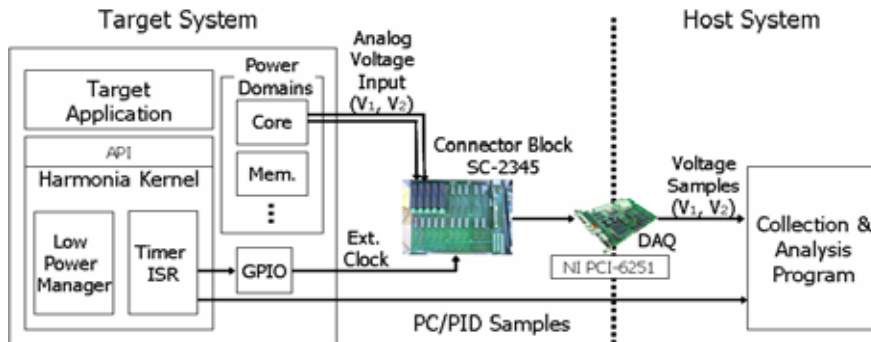 Target System
Host System
Target
Application
API
Harmonia Kernel
Low
Power
Manager
Timer
ISR
Power
Domains
Core
Mem.
GPIO
Analog
Voltage
Input
(V₁, V₂)
Ext.
Clock
Connector Block
SC-2345
DAQ
NI PCI-6251
Voltage
Samples
(V₁, V₂)
Collection &
Analysis
Program
PC/PID Samples